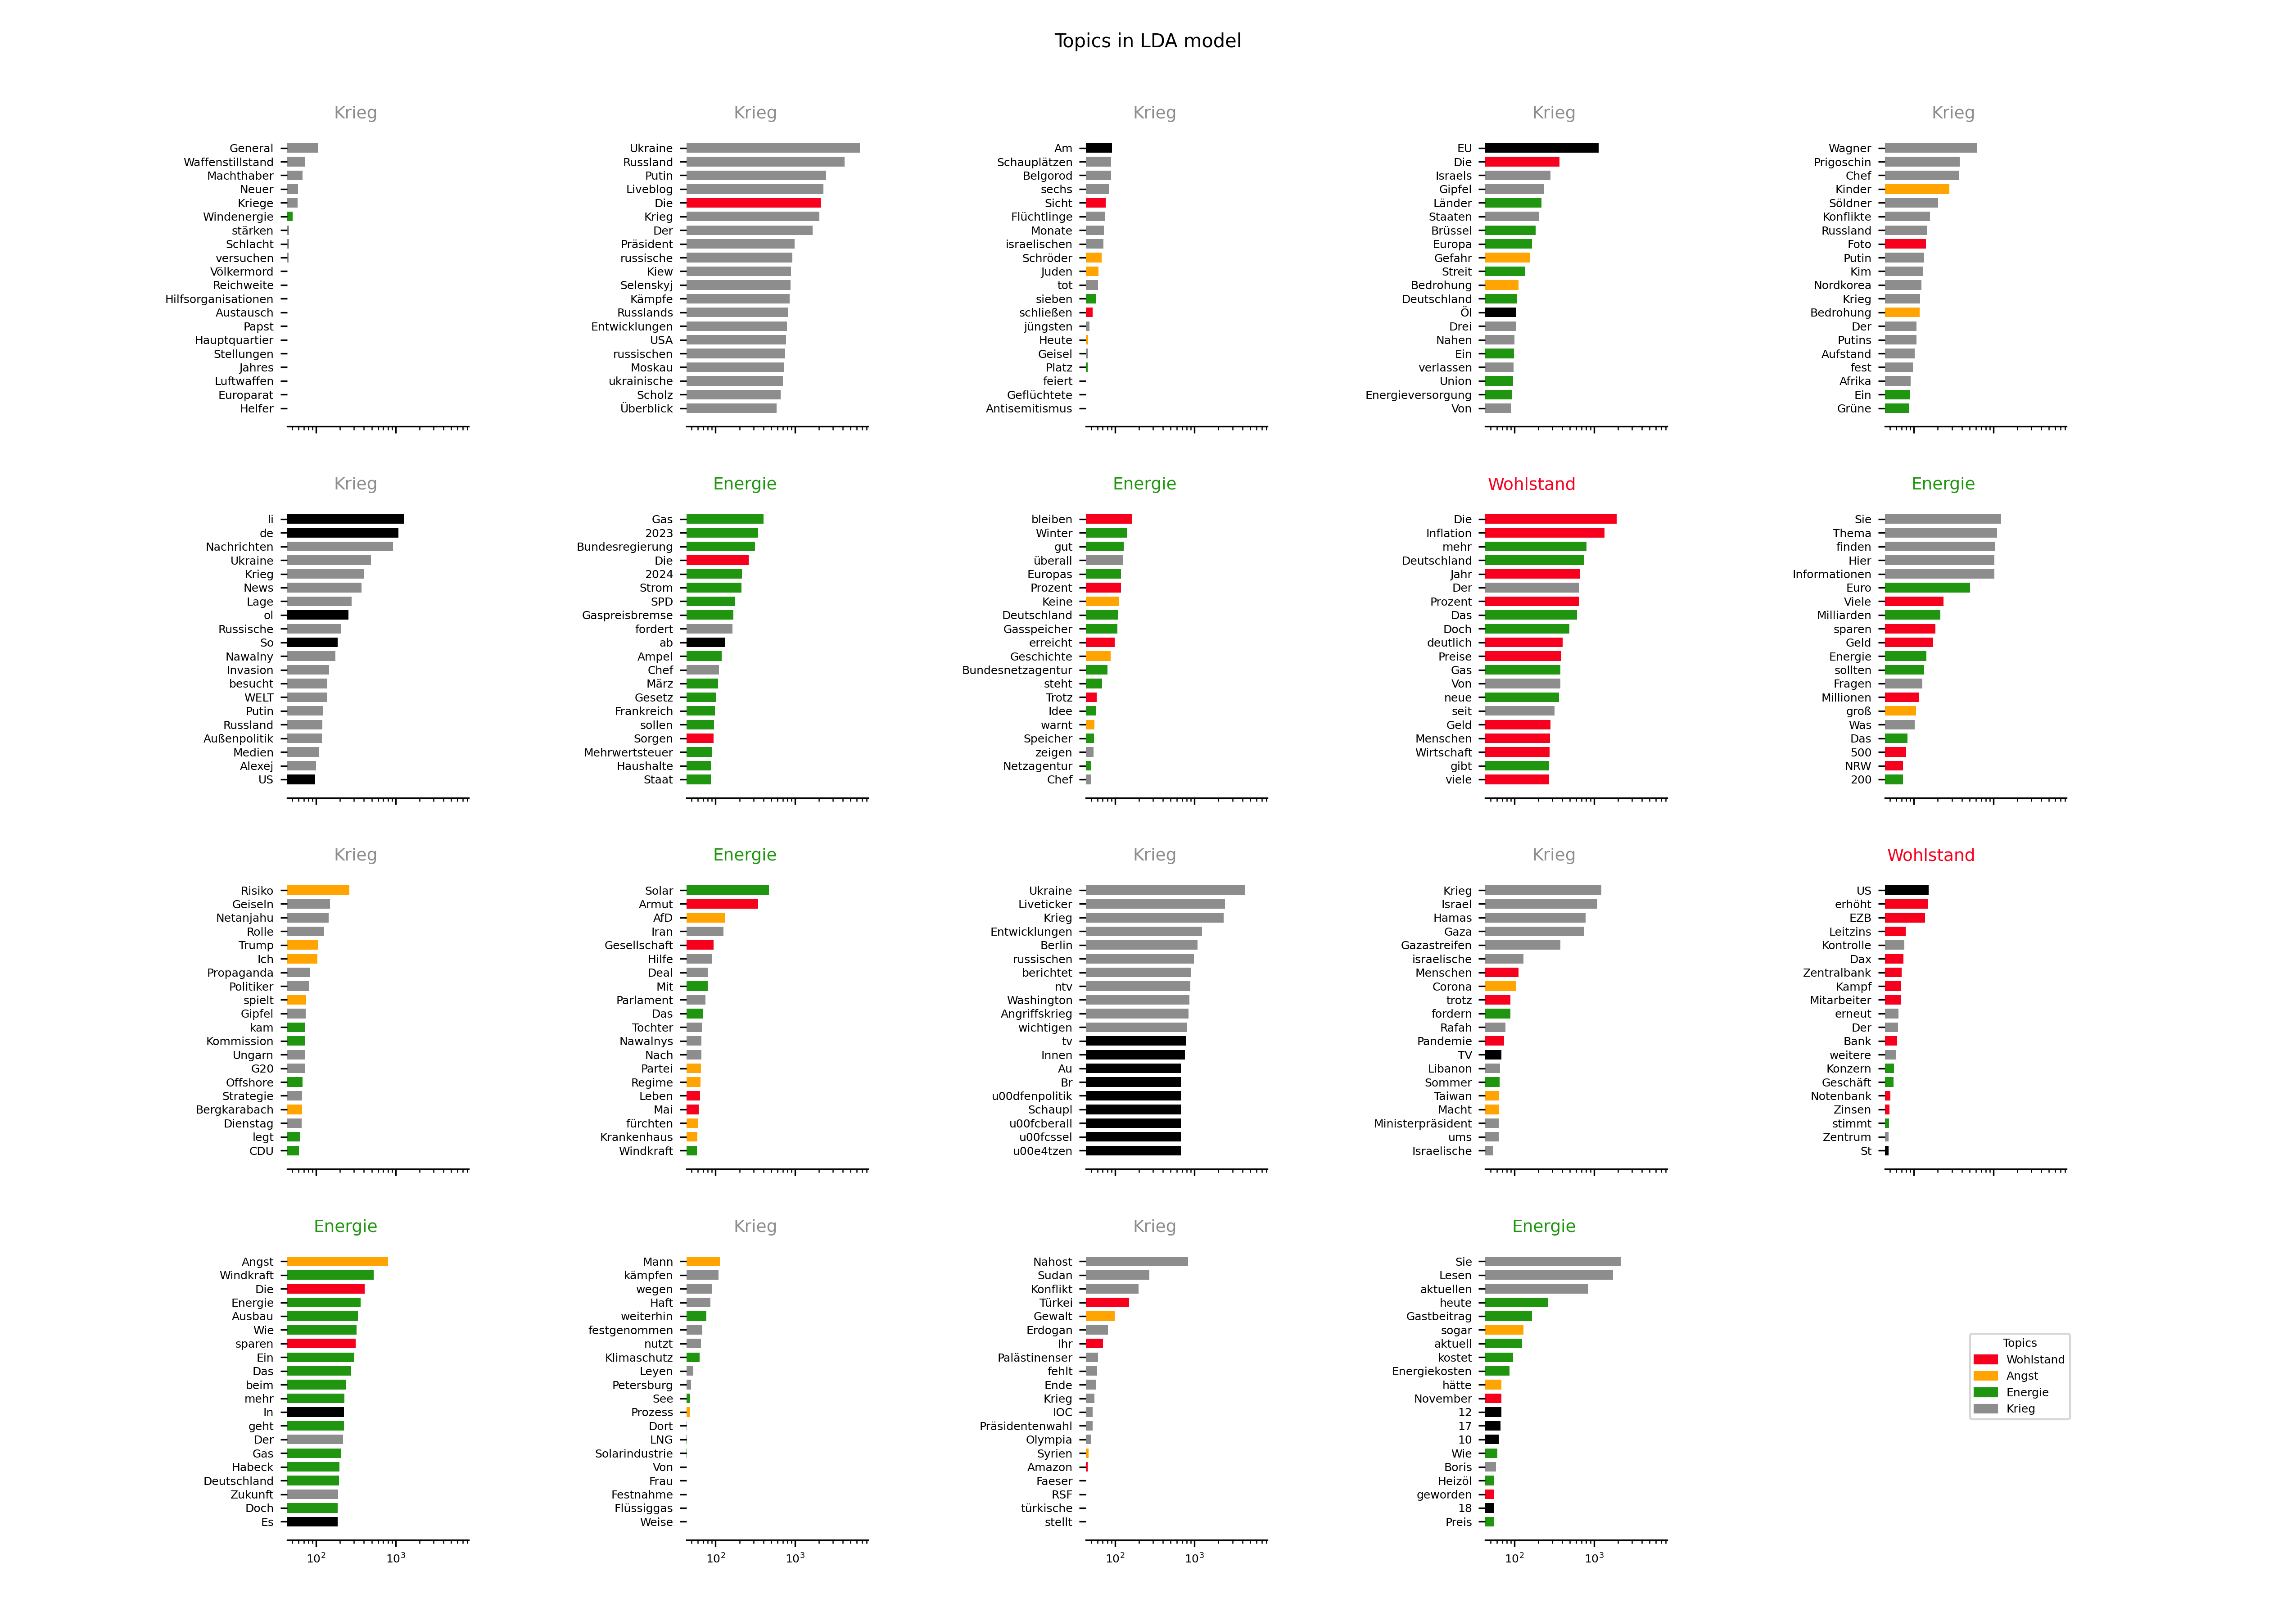 Topics in LDA model
Krieg
General
Waffenstillstand
Machthaber
Neuer
Kriege
Windenergie
stärken
Schlacht
versuchen
Völkermord
Reichweite
Hilfsorganisationen
Austausch
Papst
Hauptquartier
Stellungen
Jahres
Luftwaffen
Europarat
Helfer
Krieg
Ukraine
Russland
Putin
Liveblog
Die
Krieg
Der
Präsident
russische
Kiew
Selenskyj
Kämpfe
Russlands
Entwicklungen
USA
russischen
Moskau
ukrainische
Scholz
Überblick
Krieg
Am
Schauplätzen
Belgorod
sechs
Sicht
Flüchtlinge
Monate
israelischen
Schröder
Juden
tot
sieben
schließen
jüngsten
Heute
Geisel
Platz
feiert
Geflüchtete
Antisemitismus
Krieg
EU
Die
Israels
Gipfel
Länder
Staaten
Brüssel
Europa
Gefahr
Streit
Bedrohung
Deutschland
Öl
Drei
Nahen
Ein
verlassen
Union
Energieversorgung
Von
Krieg
Wagner
Prigoschin
Chef
Kinder
Söldner
Konflikte
Russland
Foto
Putin
Kim
Nordkorea
Krieg
Bedrohung
Der
Putins
Aufstand
fest
Afrika
Ein
Grüne
Krieg
li
de
Nachrichten
Ukraine
Krieg
News
Lage
ol
Russische
So
Nawalny
Invasion
besucht
WELT
Putin
Russland
Außenpolitik
Medien
Alexej
US
Energie
Gas
2023
Bundesregierung
Die
2024
Strom
SPD
Gaspreisbremse
fordert
ab
Ampel
Chef
März
Gesetz
Frankreich
sollen
Sorgen
Mehrwertsteuer
Haushalte
Staat
Energie
bleiben
Winter
gut
überall
Europas
Prozent
Keine
Deutschland
Gasspeicher
erreicht
Geschichte
Bundesnetzagentur
steht
Trotz
Idee
warnt
Speicher
zeigen
Netzagentur
Chef
Wohlstand
Die
Inflation
mehr
Deutschland
Jahr
Der
Prozent
Das
Doch
deutlich
Preise
Gas
Von
neue
seit
Geld
Menschen
Wirtschaft
gibt
viele
Energie
Sie
Thema
finden
Hier
Informationen
Euro
Viele
Milliarden
sparen
Geld
Energie
sollten
Fragen
Millionen
groß
Was
Das
500
NRW
200
Krieg
Risiko
Geiseln
Netanjahu
Rolle
Trump
Ich
Propaganda
Politiker
spielt
Gipfel
kam
Kommission
Ungarn
G20
Offshore
Strategie
Bergkarabach
Dienstag
legt
CDU
Energie
Solar
Armut
AfD
Iran
Gesellschaft
Hilfe
Deal
Mit
Parlament
Das
Tochter
Nawalnys
Nach
Partei
Regime
Leben
Mai
fürchten
Krankenhaus
Windkraft
Krieg
Ukraine
Liveticker
Krieg
Entwicklungen
Berlin
russischen
berichtet
ntv
Washington
Angriffskrieg
wichtigen
tv
Innen
Au
Br
u00dfenpolitik
Schaupl
u00fcberall
u00fcssel
u00e4tzen
Krieg
Krieg
Israel
Hamas
Gaza
Gazastreifen
israelische
Menschen
Corona
trotz
fordern
Rafah
Pandemie
TV
Libanon
Sommer
Taiwan
Macht
Ministerpräsident
ums
Israelische
Wohlstand
US
erhöht
EZB
Leitzins
Kontrolle
Dax
Zentralbank
Kampf
Mitarbeiter
erneut
Der
Bank
weitere
Konzern
Geschäft
Notenbank
Zinsen
stimmt
Zentrum
St
Energie
Angst
Windkraft
Die
Energie
Ausbau
Wie
sparen
Ein
Das
beim
mehr
In
geht
Der
Gas
Habeck
Deutschland
Zukunft
Doch
Es
10² 10³
Krieg
Mann
kämpfen
wegen
Haft
weiterhin
festgenommen
nutzt
Klimaschutz
Leyen
Petersburg
See
Prozess
Dort
LNG
Solarindustrie
Von
Frau
Festnahme
Flüssiggas
Weise
10² 10³
Krieg
Nahost
Sudan
Konflikt
Türkei
Gewalt
Erdogan
Ihr
Palästinenser
fehlt
Ende
Krieg
IOC
Präsidentenwahl
Olympia
Syrien
Amazon
Faeser
RSF
türkische
stellt
10² 10³
Energie
Sie
Lesen
aktuellen
heute
Gastbeitrag
sogar
aktuell
kostet
Energiekosten
hätte
November
12
17
10
Wie
Boris
Heizöl
geworden
18
Preis
10² 10³
Topics
Wohlstand
Angst
Energie
Krieg